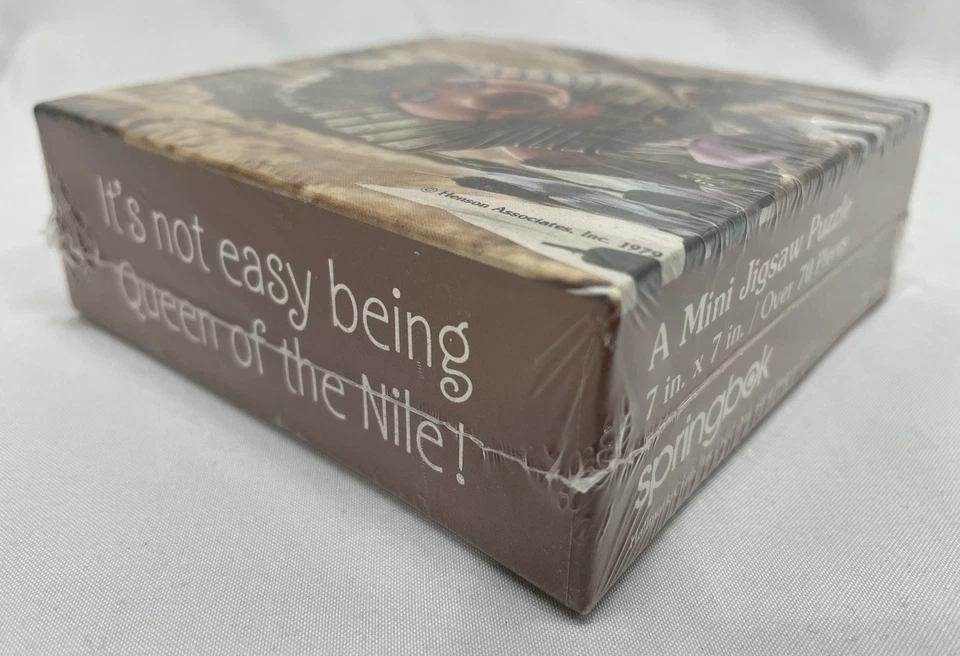 © Henson Associates, Inc. 1979
It's not easy being
Queen of the Nile!
A Mini Jigsaw Puzzle
7 in. x 7 in. / Over 70 Pieces
springbok